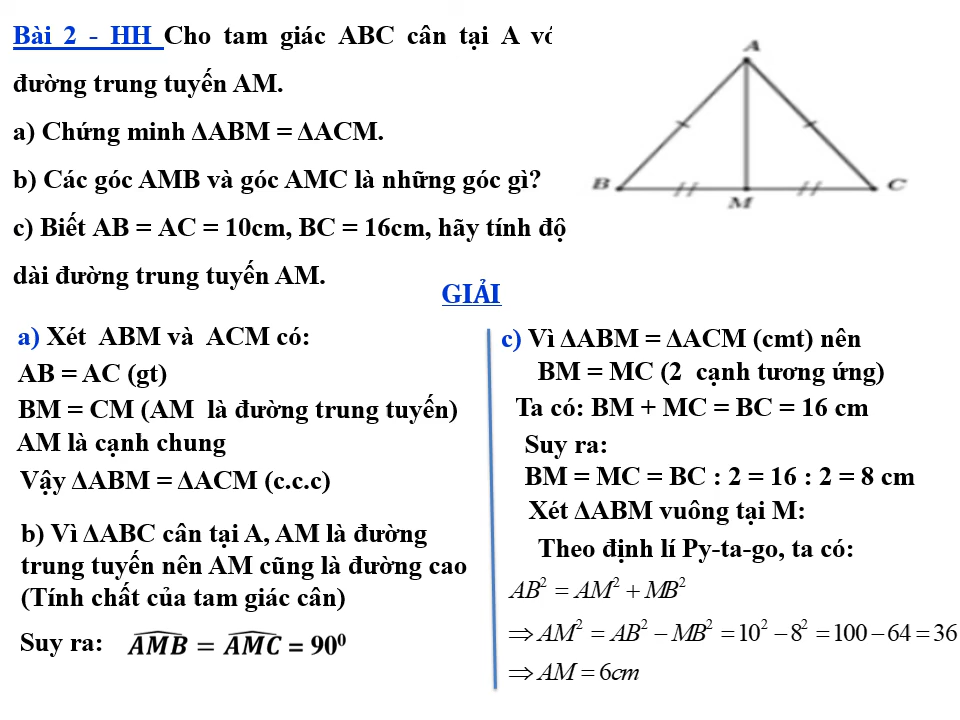 Bài 2 - HH Cho tam giác ABC cân tại A
đường trung tuyến AM.
a) Chứng minh ΔABM = ΔACM.
b) Các góc AMB và góc AMC là những góc gì?
c) Biết AB = AC = 10cm, BC = 16cm, hãy tính độ
dài đường trung tuyến AM.
A
B
M
C
GIẢI
a) Xét ABM và ACM có:
AB = AC (gt)
BM = CM (AM là đường trung tuyến)
AM là cạnh chung
Vậy ΔABM = ΔACM (c.c.c)
b) Vì ΔABC cân tại A, AM là đường
trung tuyến nên AM cũng là đường cao
(Tính chất của tam giác cân)
Suy ra: $\widehat{AMB} = \widehat{AMC}$ = 90⁰
c) Vì ΔABM = ΔACM (cmt) nên
BM = MC (2 cạnh tương ứng)
Ta có: BM + MC = BC = 16 cm
Suy ra:
BM = MC = BC : 2 = 16 : 2 = 8 cm
Xét ΔABM vuông tại M:
Theo định lí Py-ta-go, ta có:
AB² = AM² + MB²
⇒ AM² = AB² − MB² = 10² − 8² = 100 − 64 = 36
⇒ AM = 6cm